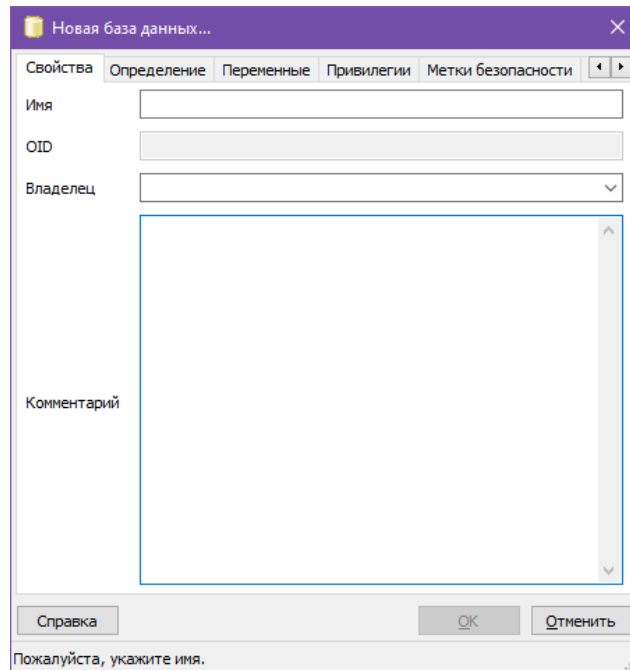 Новая база данных...
Свойства Определение Переменные Привилегии Метки безопасности
Имя
OID
Владелец
Комментарий
Справка OK Отменить
Пожалуйста, укажите имя.